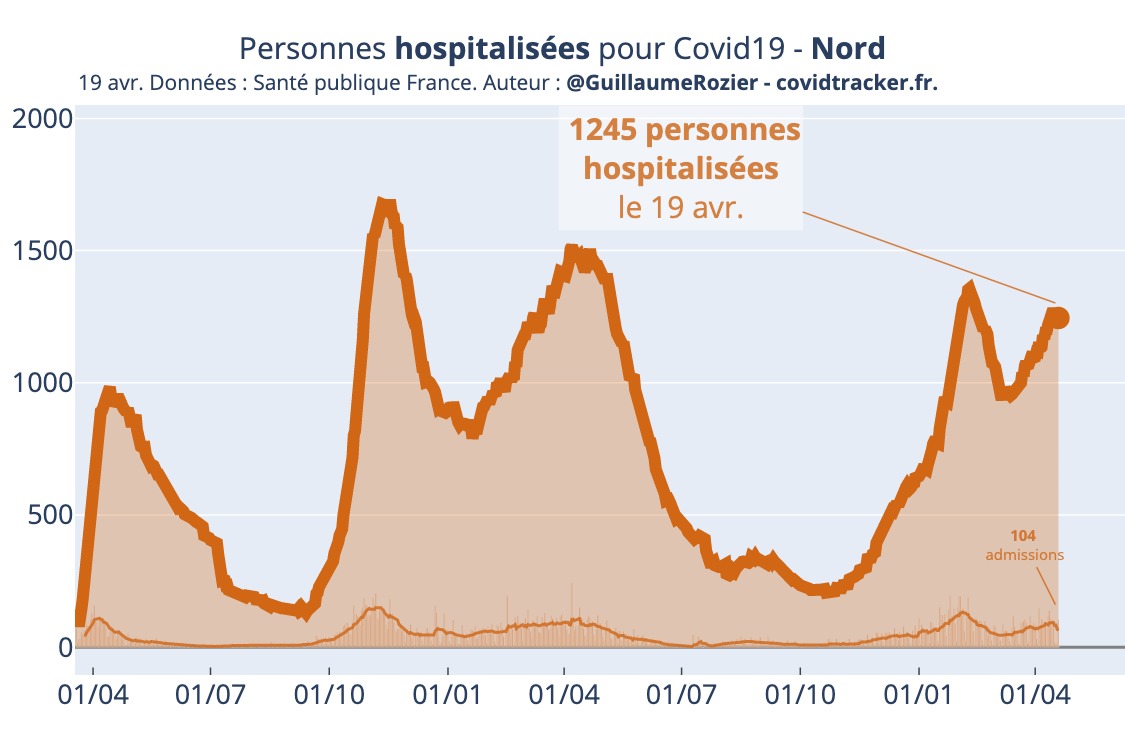 Personnes hospitalisées pour Covid19 - Nord
19 avr. Données : Santé publique France. Auteur : @GuillaumeRozier - covidtracker.fr.
2000
1500
1000
500
0
1245 personnes
hospitalisées
le 19 avr.
104
admissions
01/04 01/07 01/10 01/01 01/04 01/07 01/10 01/01 01/04